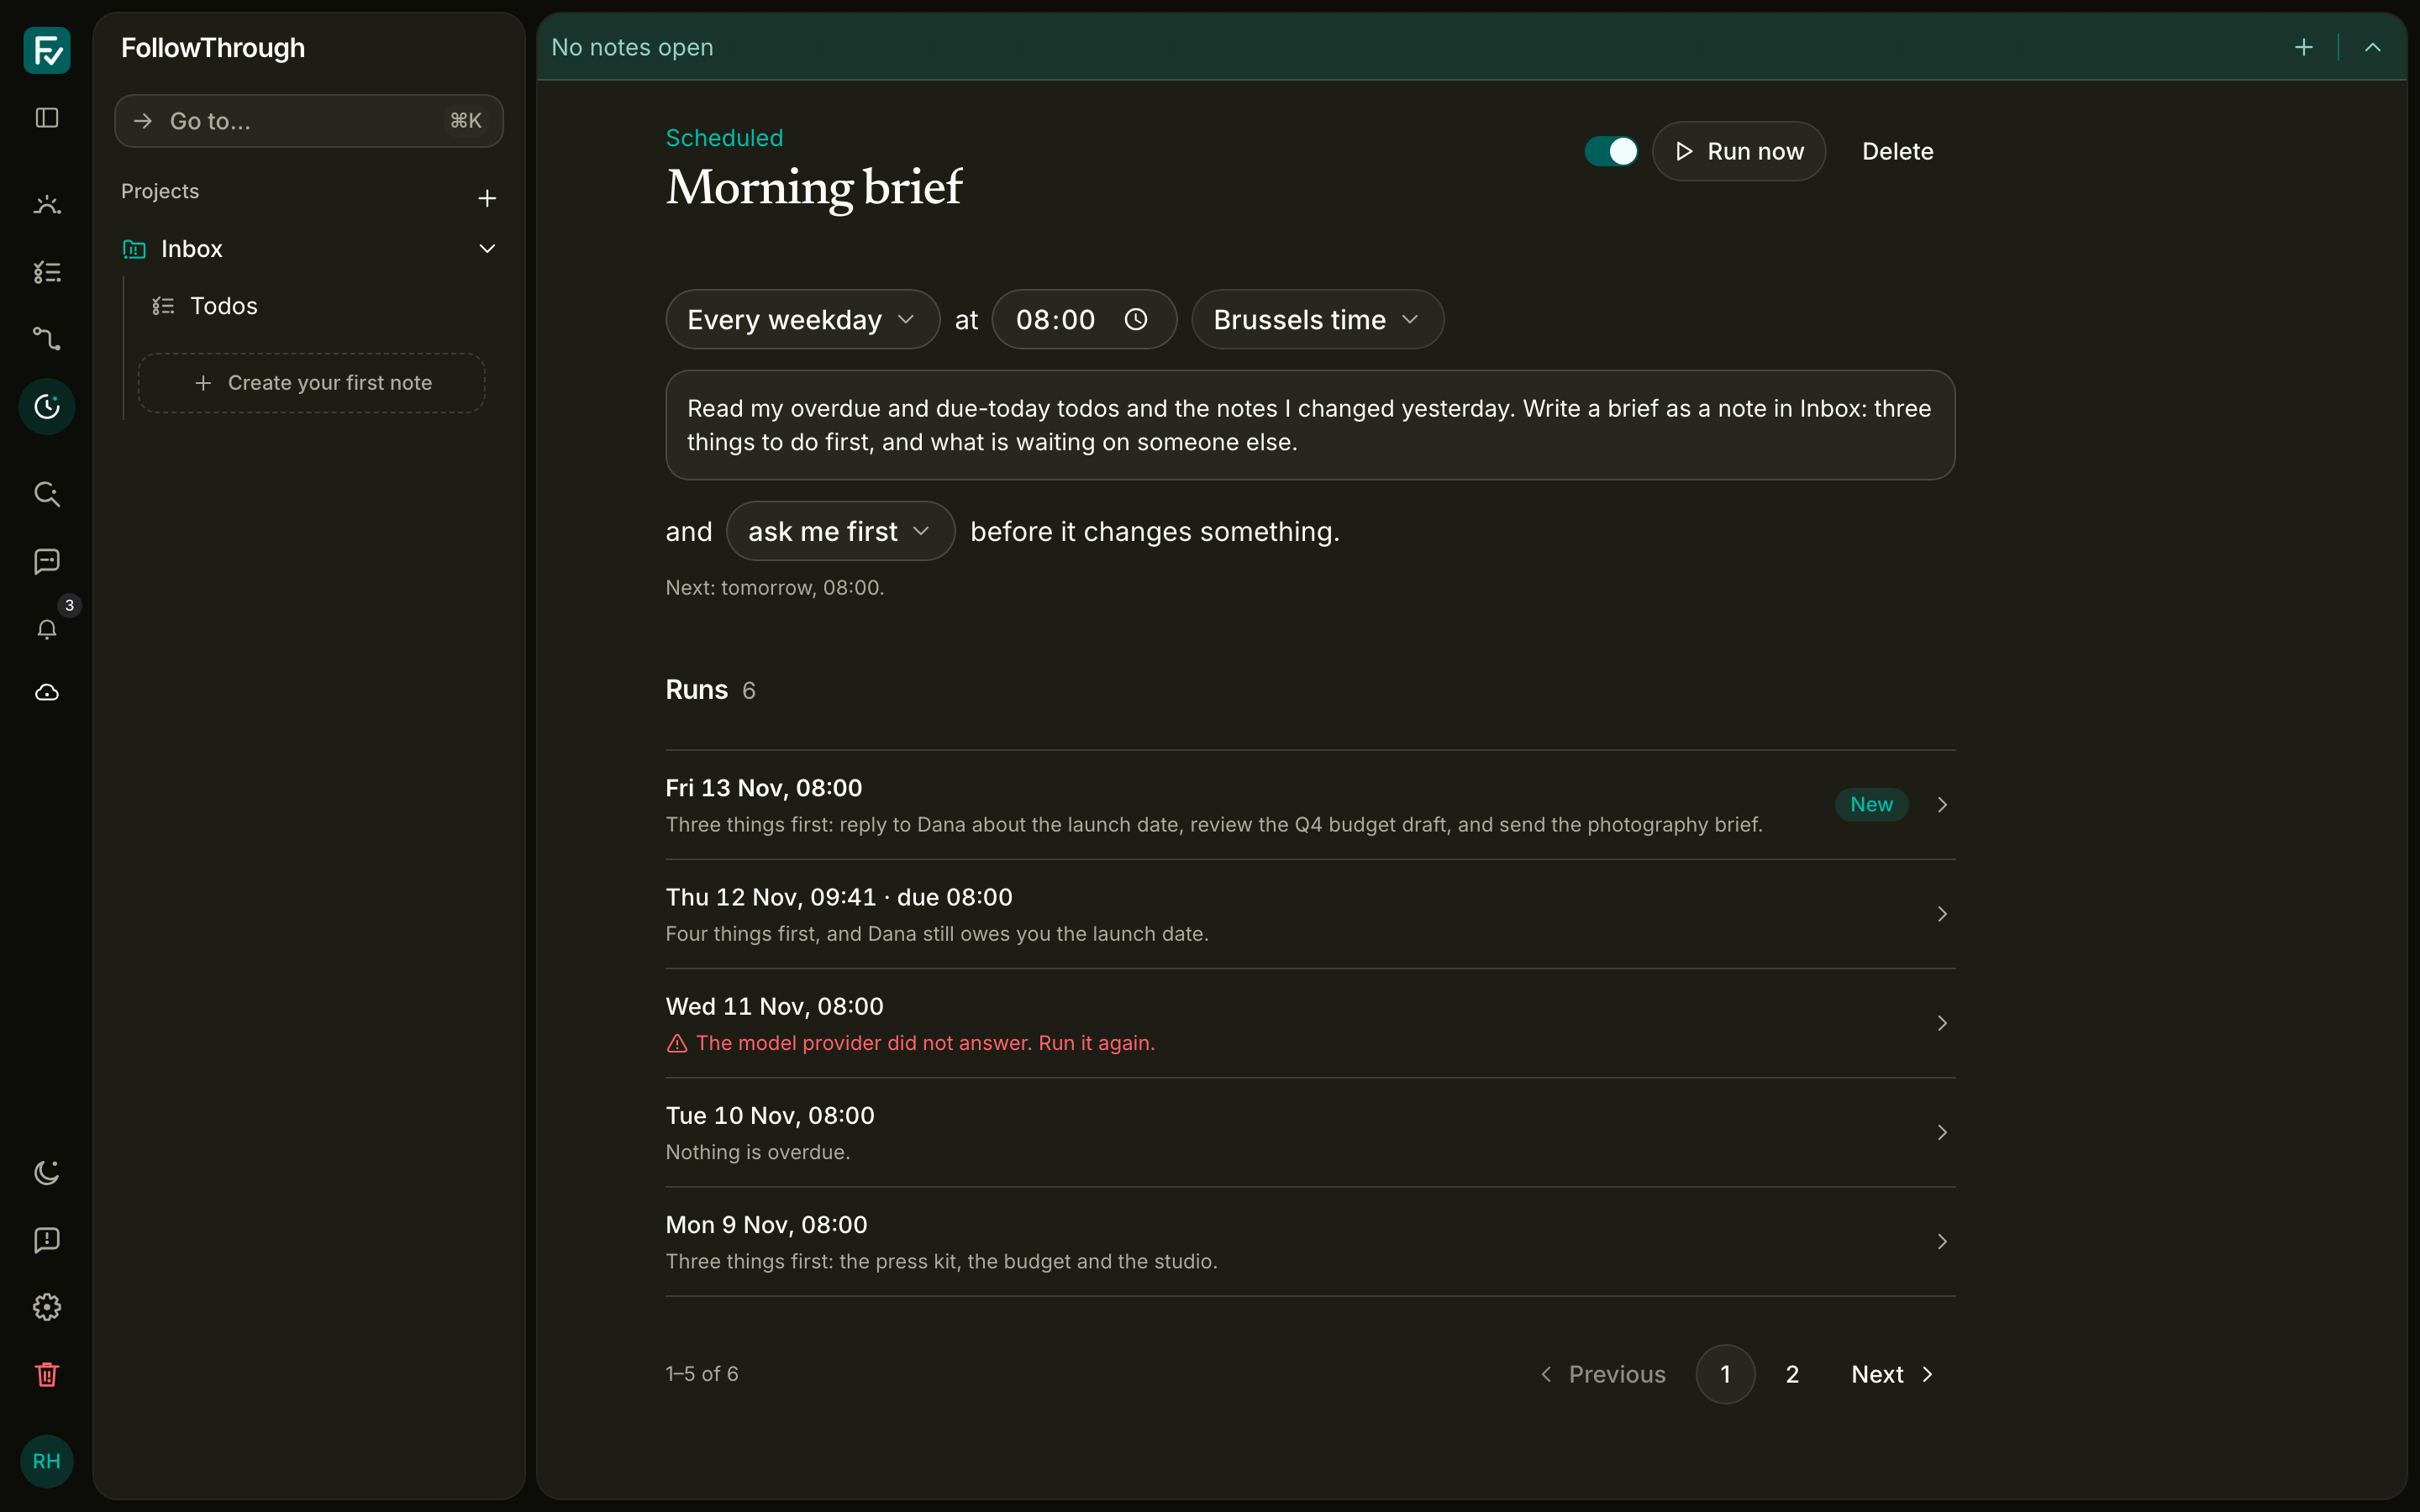 FollowThrough
Go to...
⌘K
Projects
Inbox
Todos
Create your first note
3
RH
No notes open
Scheduled
Morning brief
Run now
Delete
Every weekday at 08:00 Brussels time
Read my overdue and due-today todos and the notes I changed yesterday. Write a brief as a note in Inbox: three
things to do first, and what is waiting on someone else.
and ask me first before it changes something.
Next: tomorrow, 08:00.
Runs 6
Fri 13 Nov, 08:00
Three things first: reply to Dana about the launch date, review the Q4 budget draft, and send the photography brief.
New
Thu 12 Nov, 09:41 · due 08:00
Four things first, and Dana still owes you the launch date.
Wed 11 Nov, 08:00
The model provider did not answer. Run it again.
Tue 10 Nov, 08:00
Nothing is overdue.
Mon 9 Nov, 08:00
Three things first: the press kit, the budget and the studio.
1–5 of 6
Previous 1 2 Next